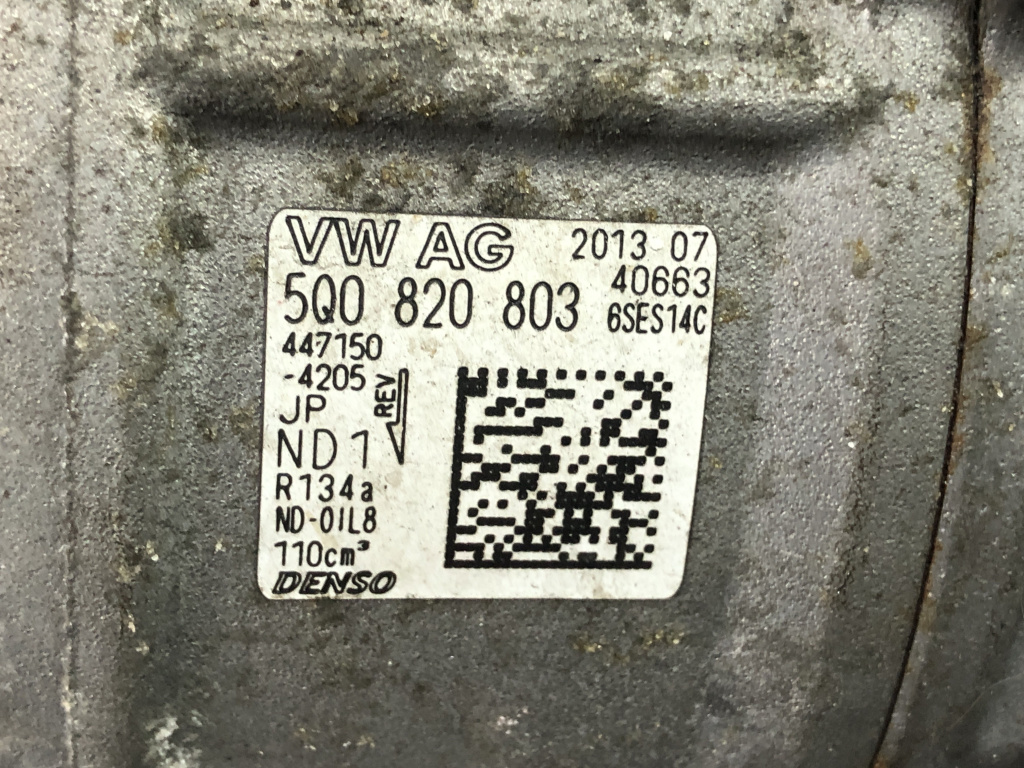 VW AG 2013 07
40663
5Q0 820 803 6SES14C
447150
-4205
REV
JP
ND1
R134a
ND-OIL8
110cm³
DENSO